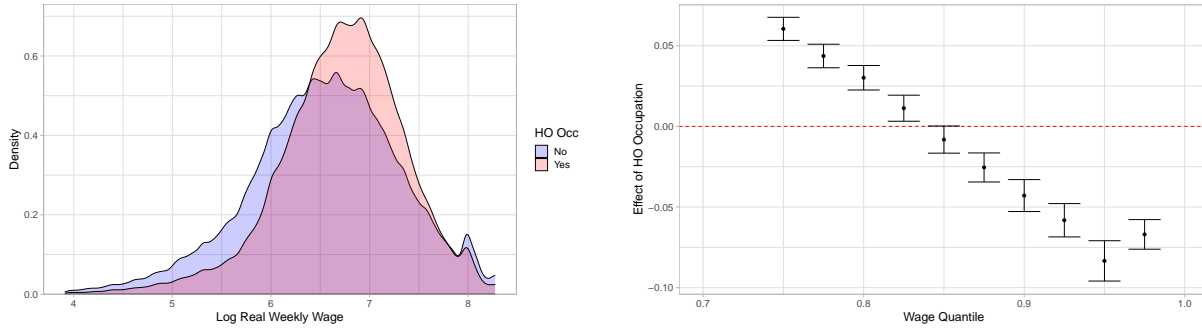 0.6
0.4
0.2
0.0
Density
4
5
6
7
8
Log Real Weekly Wage
HO Occ
No
Yes
0.05
0.00
−0.05
−0.10
Effect of HO Occupation
0.7
0.8
0.9
1.0
Wage Quantile